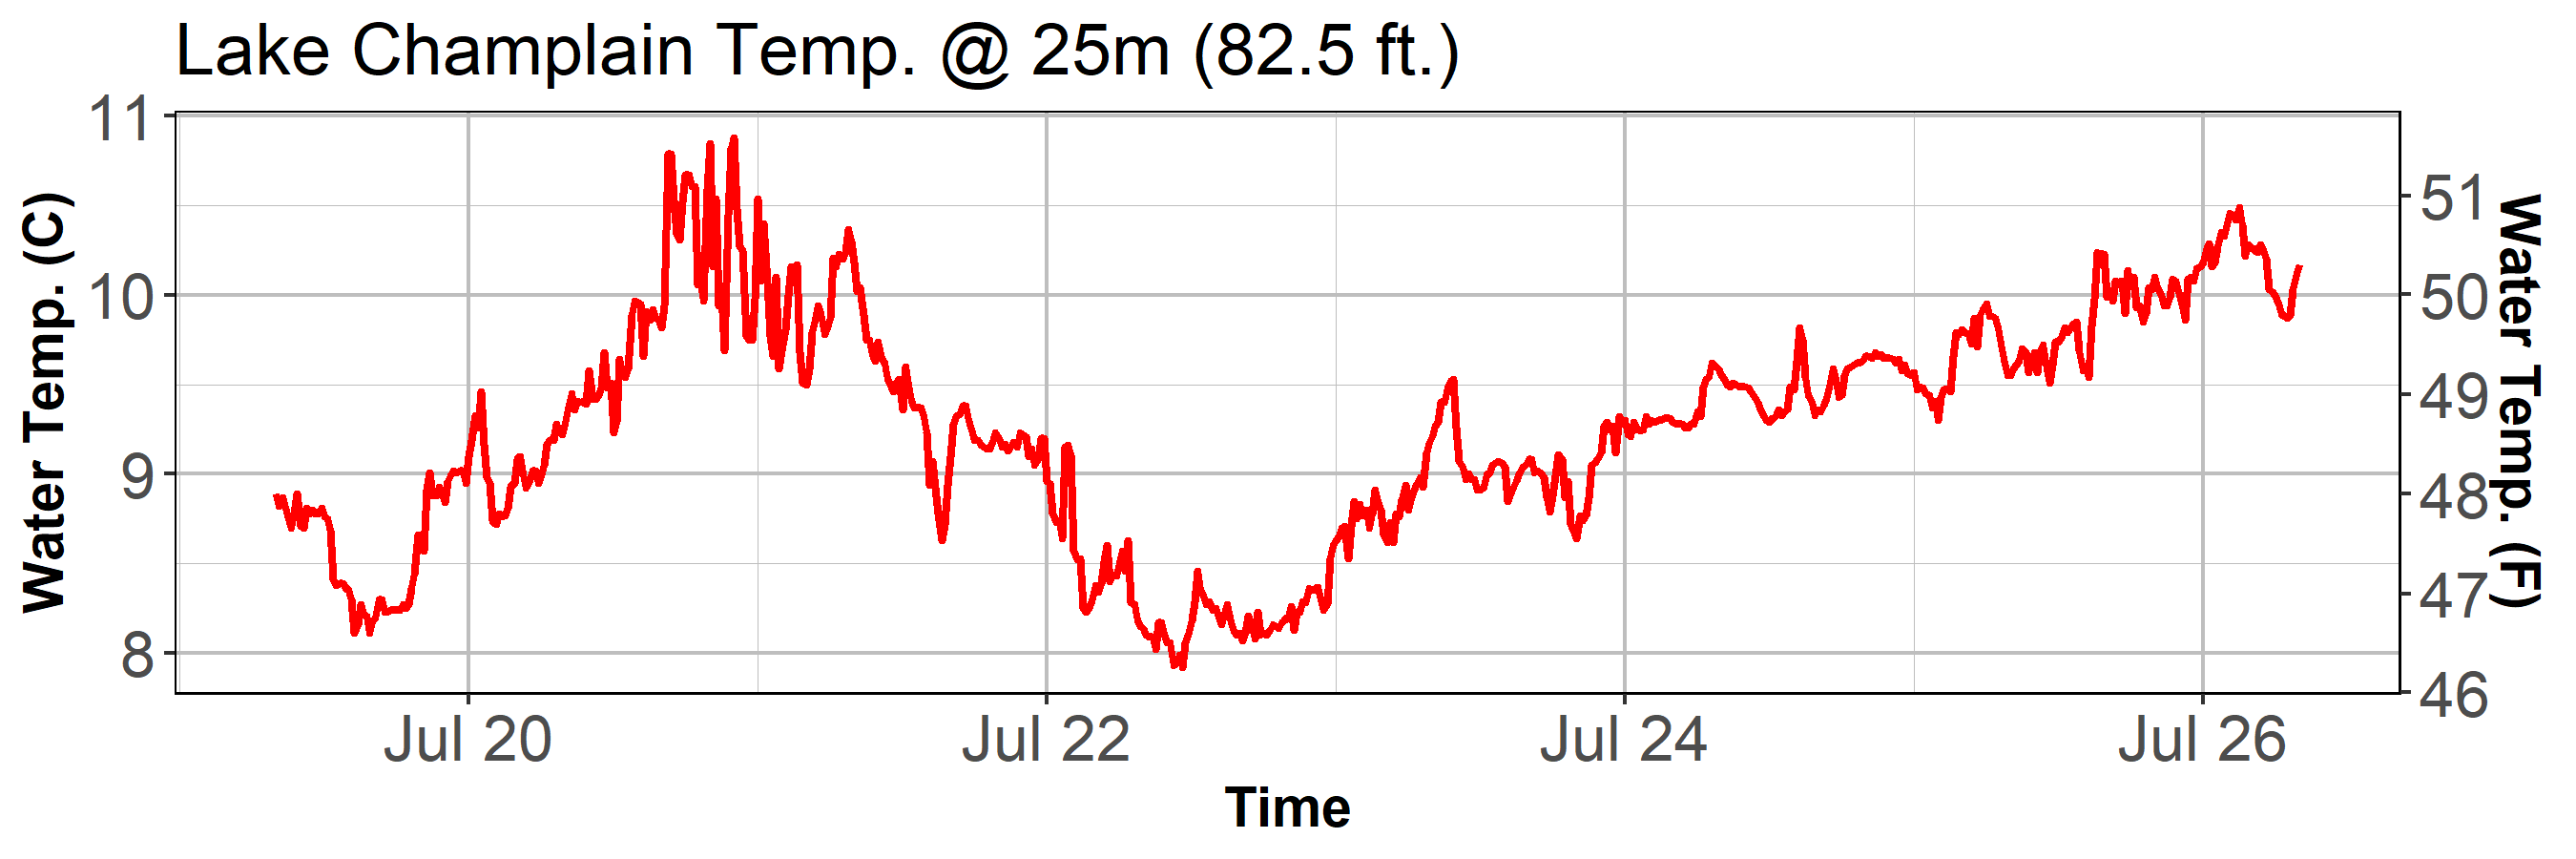 Lake Champlain Temp. @ 25m (82.5 ft.)
Water Temp. (C)
11
10
9
8
51
50
49
48
47
46
Water Temp. (F)
Jul 20 Jul 22 Jul 24 Jul 26
Time